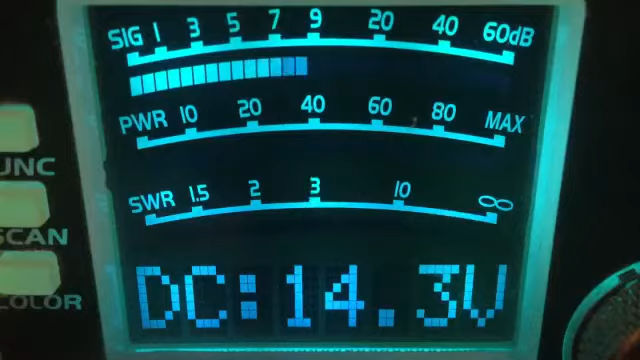 SIG 1 3 5 7 9 20 40 60dB
PWR 10 20 40 60 80 MAX
SWR 1.5 2 3 10 ∞
DC:14.3V
UNC
SCAN
COLOR